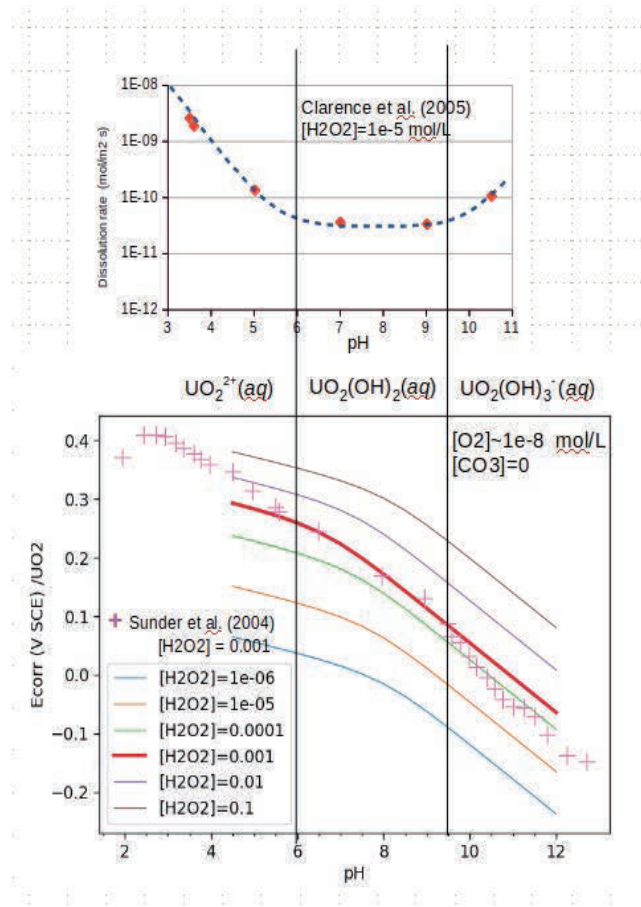 1E-08
1E-09
1E-10
1E-11
1E-12
Dissolution rate (mol/m2 s)
Clarence et al. (2005)
[H2O2]=1e-5 mol/L
3 4 5 6 7 8 9 10 11
pH
UO₂²⁺(aq) UO₂(OH)₂(aq) UO₂(OH)₃⁻(aq)
[O2]~1e-8 mol/L
[CO3]=0
0.4
0.3
0.2
0.1
0.0
−0.1
−0.2
Ecorr (V SCE) /UO2
+ Sunder et al. (2004)
[H2O2] = 0.001
[H2O2]=1e-06
[H2O2]=1e-05
[H2O2]=0.0001
[H2O2]=0.001
[H2O2]=0.01
[H2O2]=0.1
2 4 6 8 10 12
pH